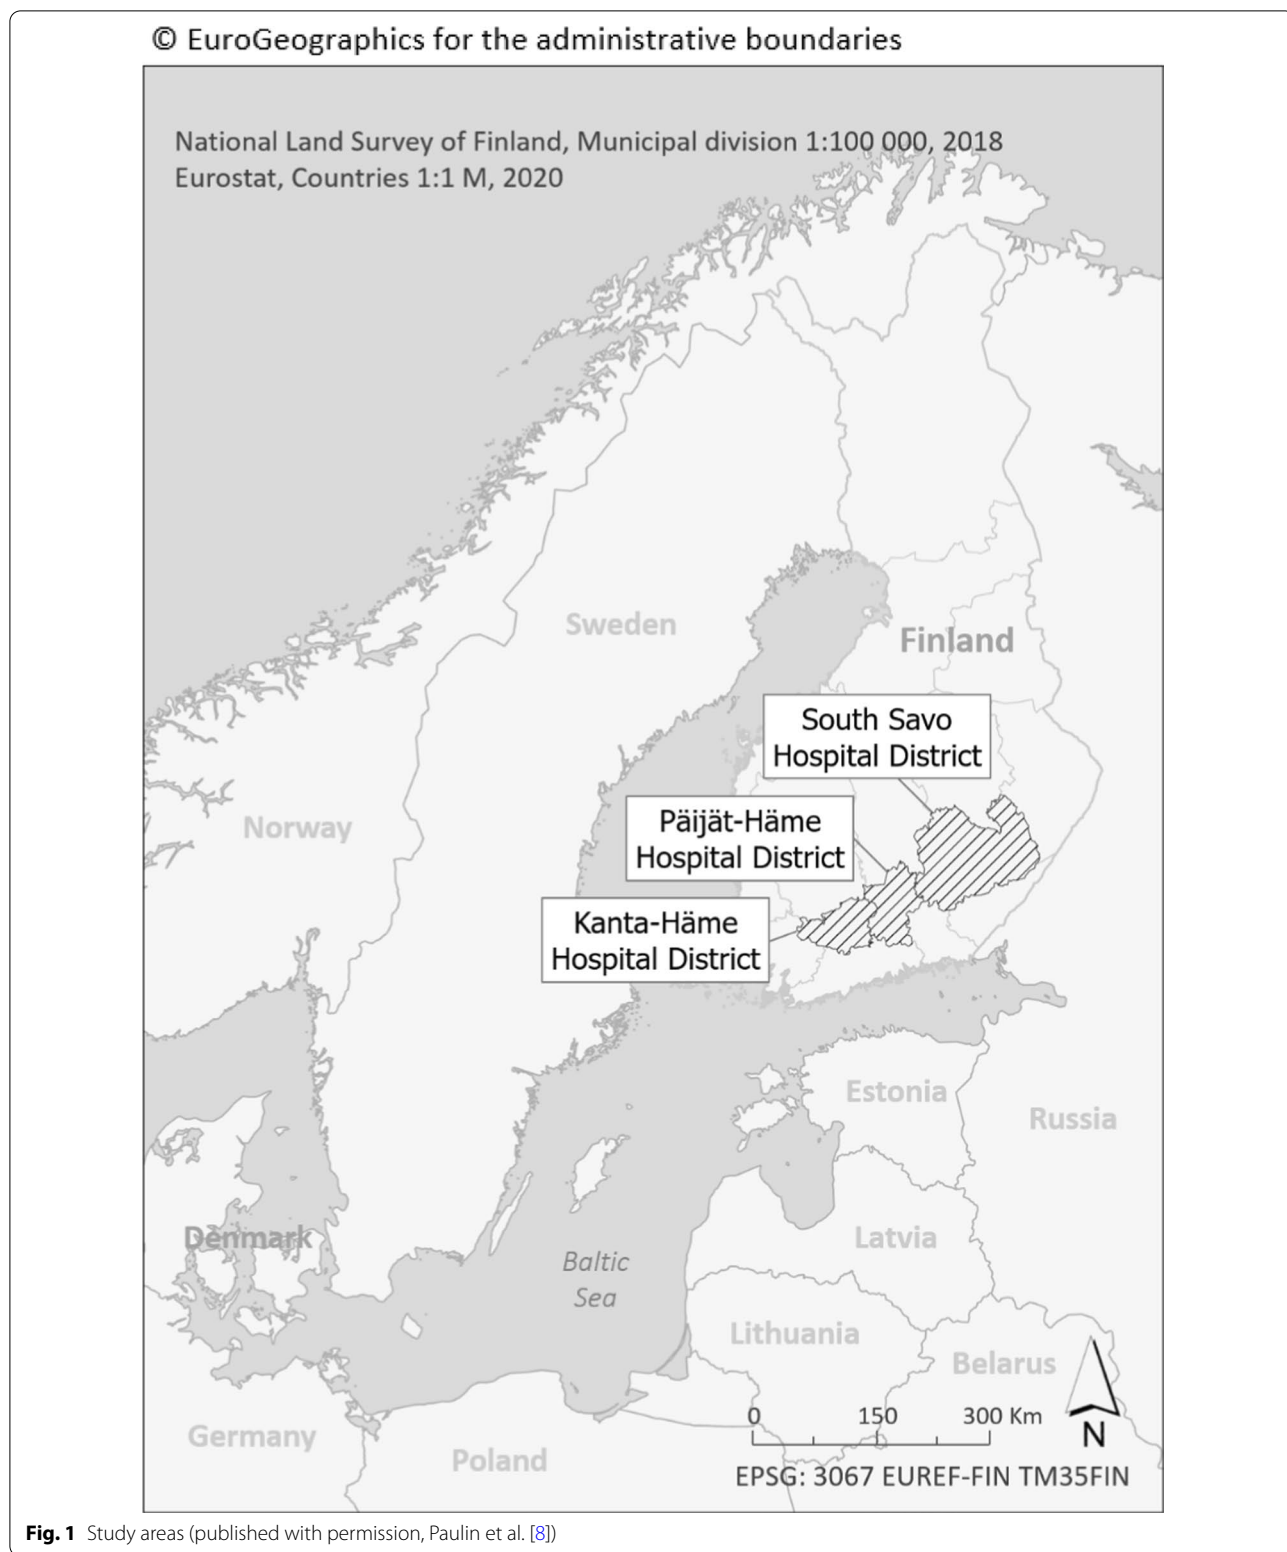 © EuroGeographics for the administrative boundaries
National Land Survey of Finland, Municipal division 1:100 000, 2018
Eurostat, Countries 1:1 M, 2020
Sweden
Finland
South Savo
Hospital District
Päijät-Häme
Hospital District
Norway
Kanta-Häme
Hospital District
Estonia
Russia
Denmark
Latvia
Baltic
Sea
Lithuania
Belarus
Germany
Poland
0 150 300 Km
N
EPSG: 3067 EUREF-FIN TM35FIN
Fig. 1 Study areas (published with permission, Paulin et al. [8])